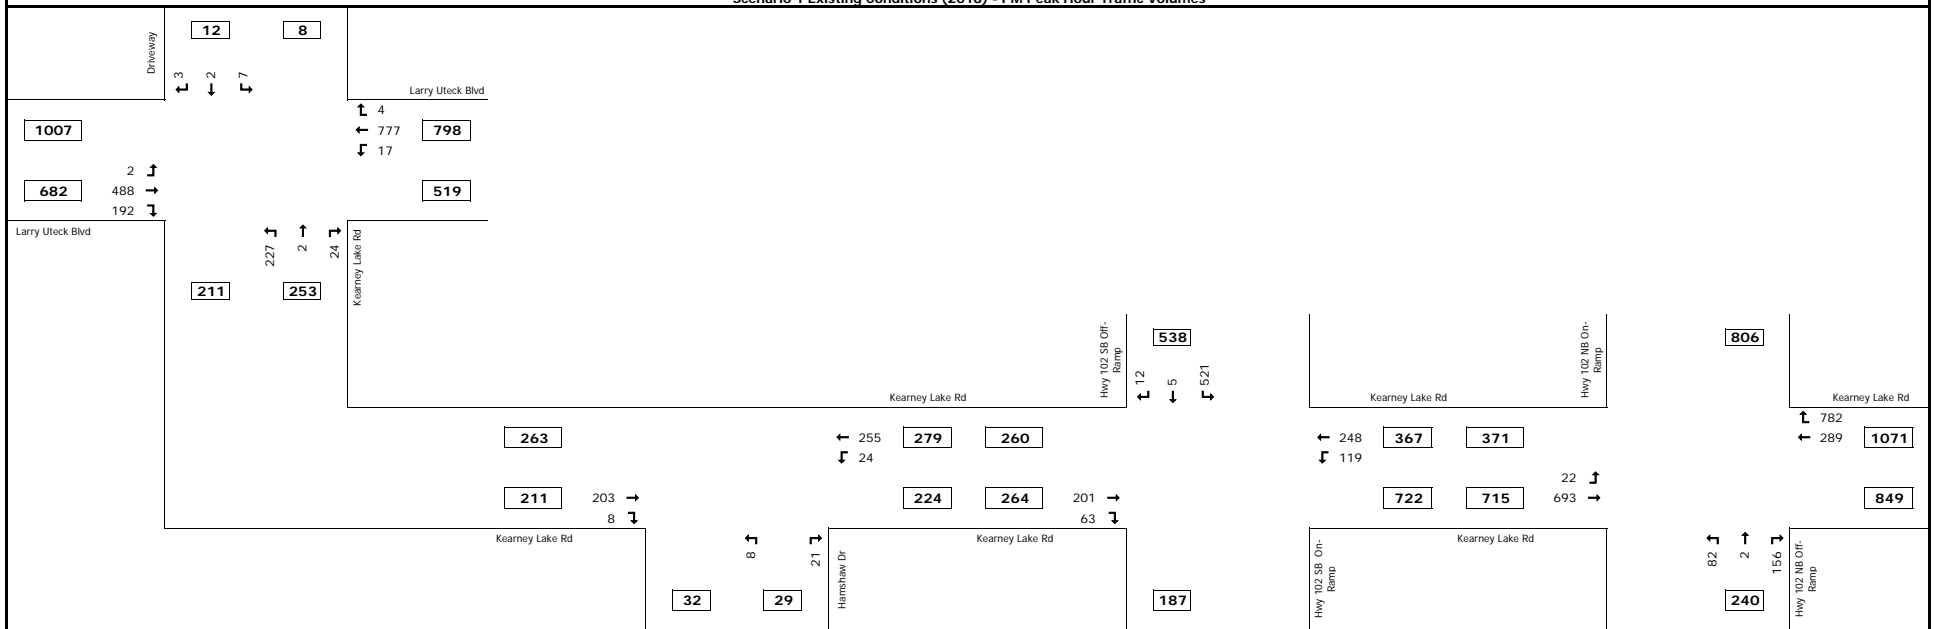 Scenario 1 Existing Conditions (2018) - PM Peak Hour Traffic Volumes
12 8
Driveway
3 2 7
Larry Uteck Blvd
4
1007 777 798
17
2
682 488 519
192
Larry Uteck Blvd
227 2 24
Kearney Lake Rd
211 253
Hwy 102 SB Off-
Ramp
538
Hwy 102 NB On-
Ramp
806
12 5 521
Kearney Lake Rd Kearney Lake Rd Kearney Lake Rd
782
263 255 279 260 248 367 371 289 1071
24 119
22
211 203 224 264 201 722 715 693 849
8 63
Kearney Lake Rd Kearney Lake Rd Kearney Lake Rd
8 21
82 2 156
Hamshaw Dr
Hwy 102 SB On-
Ramp
Hwy 102 NB Off-
Ramp
32 29 187 240